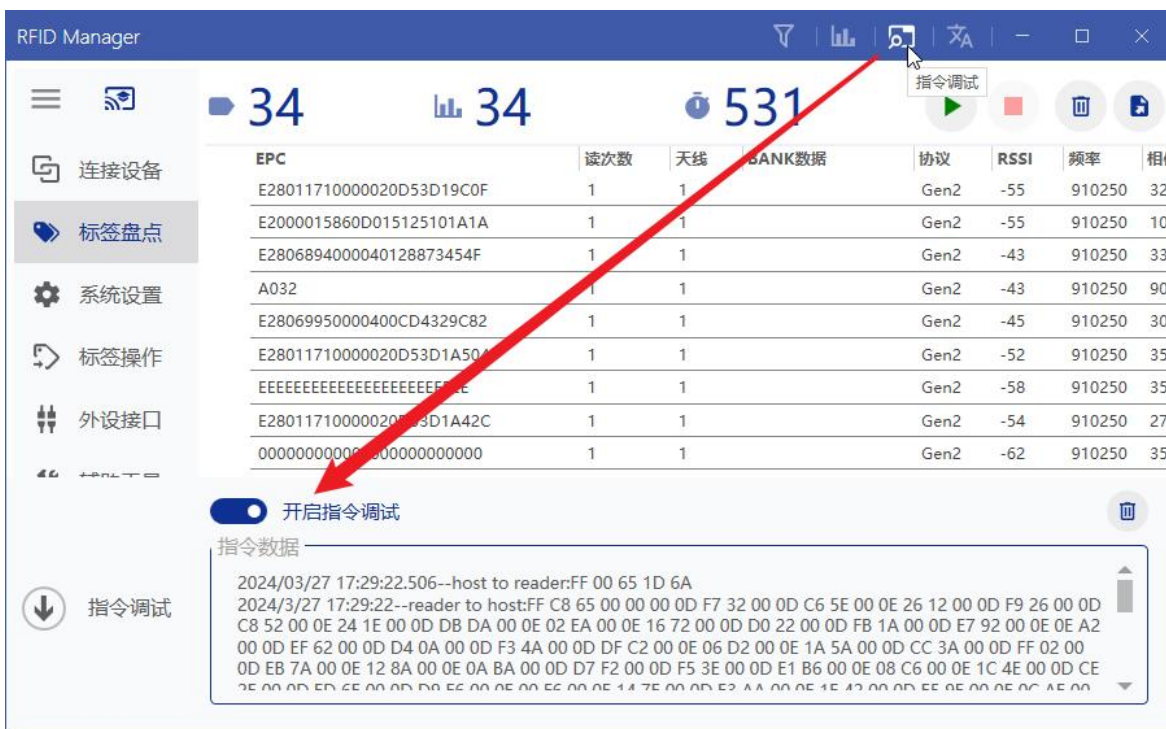 RFID Manager
指令调试
34 34 531
连接设备
标签盘点
系统设置
标签操作
外设接口
EPC 读次数 天线 BANK数据 协议 RSSI 频率
E28011710000020D53D19C0F 1 1 Gen2 -55 910250 32
E2000015860D015125101A1A 1 1 Gen2 -55 910250 10
E2806894000040128873454F 1 1 Gen2 -43 910250 33
A032 1 1 Gen2 -43 910250 90
E28069950000400CD4329C82 1 1 Gen2 -45 910250 30
1 1 Gen2 -52 910250 35
1 1 Gen2 -58 910250 35
1 1 Gen2 -54 910250 27
1 1 Gen2 -62 910250 35
开启指令调试
指令数据
指令调试
2024/03/27 17:29:22.506--host to reader:FF 00 65 1D 6A
2024/3/27 17:29:22--reader to host:FF C8 65 00 00 00 0D F7 32 00 0D C6 5E 00 0E 26 12 00 0D F9 26 00 0D
C8 52 00 0E 24 1E 00 0D DB DA 00 0E 02 EA 00 0E 16 72 00 0D D0 22 00 0D FB 1A 00 0D E7 92 00 0E 0E A2
00 0D EF 62 00 0D D4 0A 00 0D F3 4A 00 0D DF C2 00 0E 06 D2 00 0E 1A 5A 00 0D CC 3A 00 0D FF 02 00
0D EB 7A 00 0E 12 8A 00 0E 0A BA 00 0D D7 F2 00 0D F5 3E 00 0D E1 B6 00 0E 08 C6 00 0E 1C 4E 00 0D CE